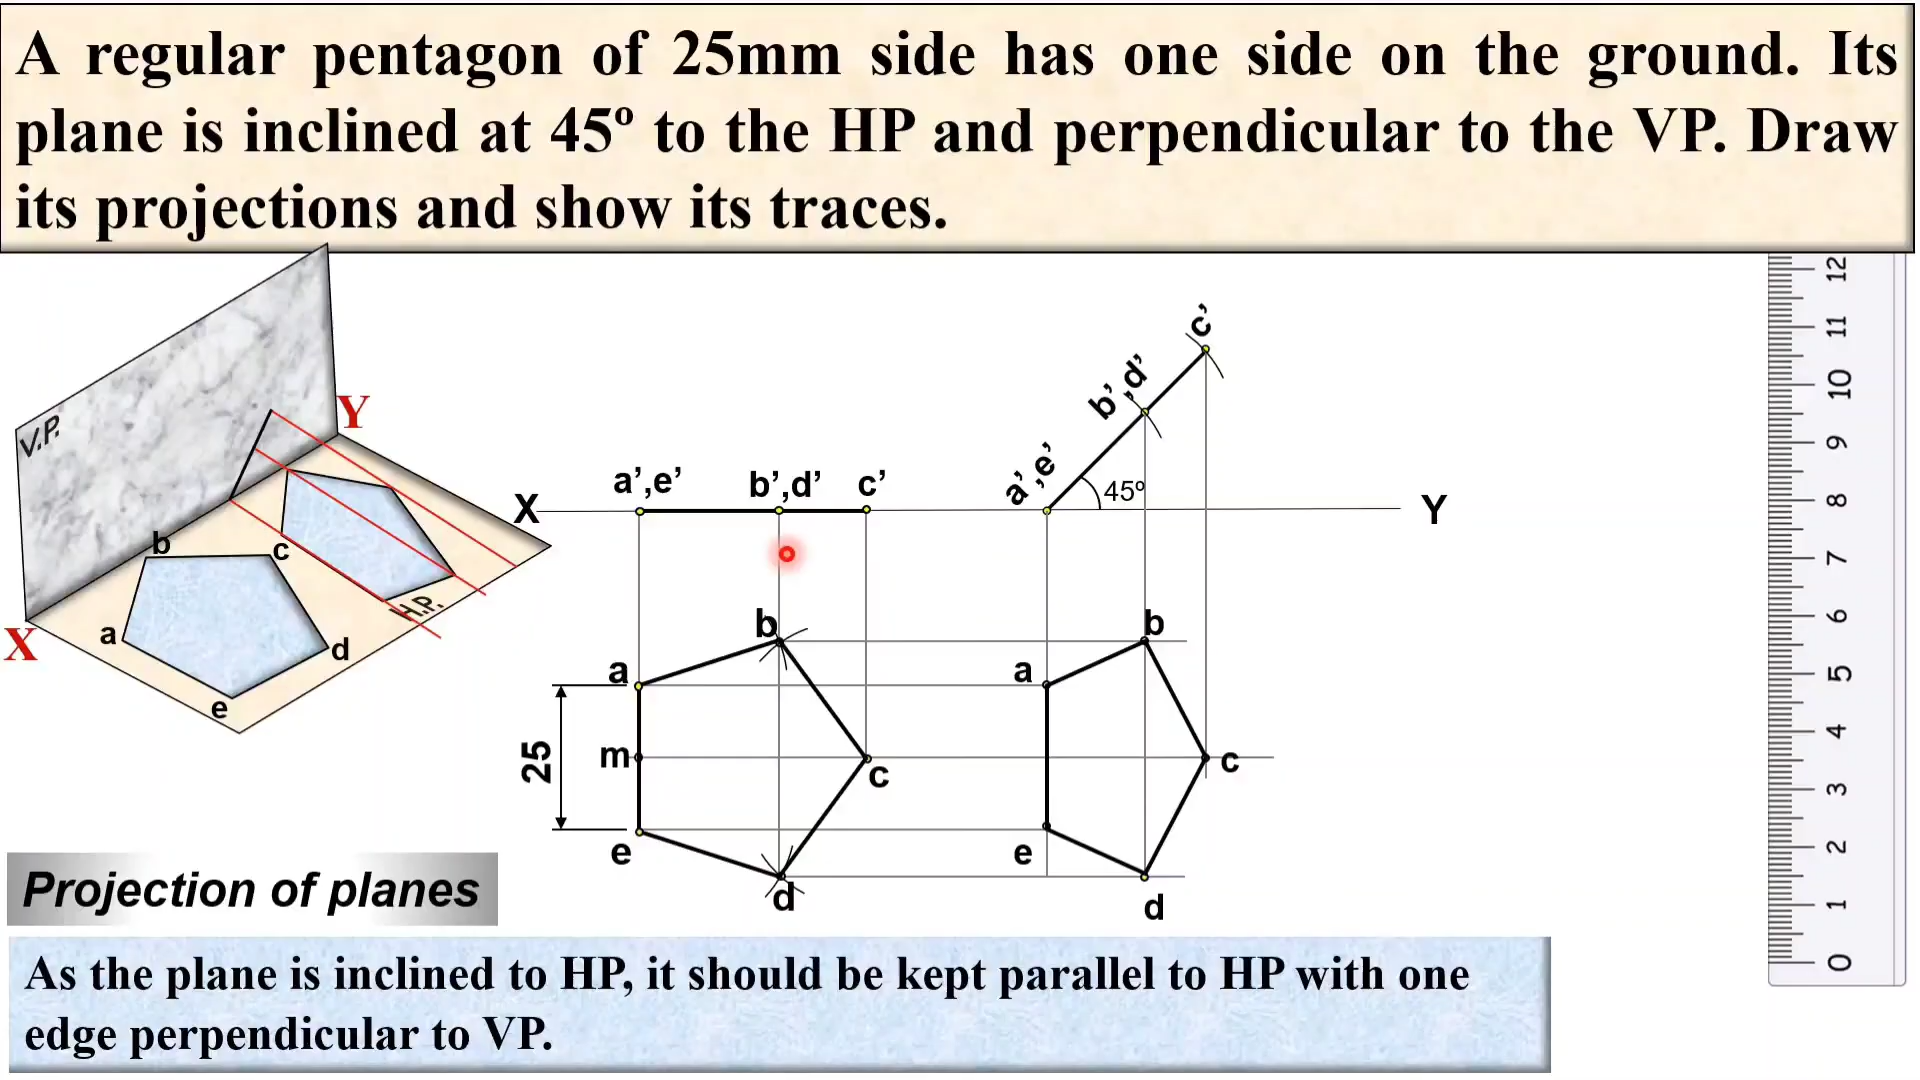 A regular pentagon of 25mm side has one side on the ground. Its
plane is inclined at 45º to the HP and perpendicular to the VP. Draw
its projections and show its traces.
V.P.
Y
X
H.P.
a
b
c
d
e
X
a’,e’
b’,d’
c’
a’,e’
b’,d’
c’
45º
Y
a
b
m
c
e
d
25
a
b
c
e
d
12
11
10
9
8
7
6
5
4
3
2
1
0
Projection of planes
As the plane is inclined to HP, it should be kept parallel to HP with one
edge perpendicular to VP.